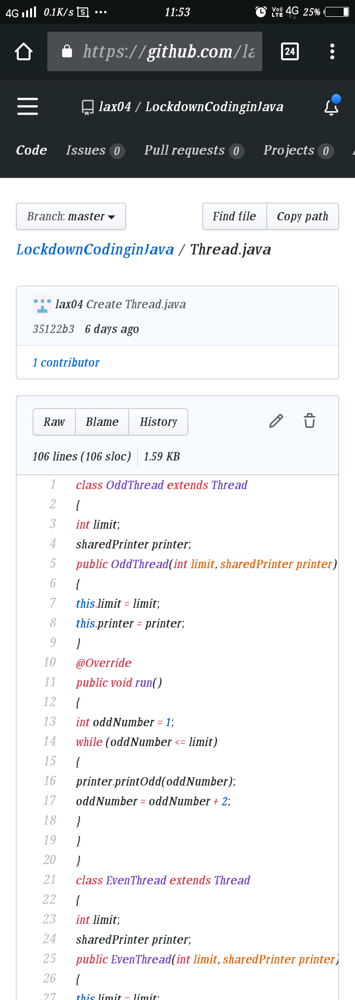 4G 0.1K/s S ... 11:53 Vo)) LTE 4G 25%
https://github.com/la 24
lax04 / LockdownCodinginJava
Code Issues 0 Pull requests 0 Projects 0
Branch: master Find file Copy path
LockdownCodinginJava / Thread.java
lax04 Create Thread.java
35122b3 6 days ago
1 contributor
Raw Blame History
106 lines (106 sloc) 1.59 KB
1 class OddThread extends Thread
2 {
3 int limit;
4 sharedPrinter printer;
5 public OddThread(int limit, sharedPrinter printer)
6 {
7 this.limit = limit;
8 this.printer = printer;
9 }
10 @Override
11 public void run()
12 {
13 int oddNumber = 1;
14 while (oddNumber <= limit)
15 {
16 printer.printOdd(oddNumber);
17 oddNumber = oddNumber + 2;
18 }
19 }
20 }
21 class EvenThread extends Thread
22 {
23 int limit;
24 sharedPrinter printer;
25 public EvenThread(int limit, sharedPrinter printer)
26 {
27 this.limit = limit;